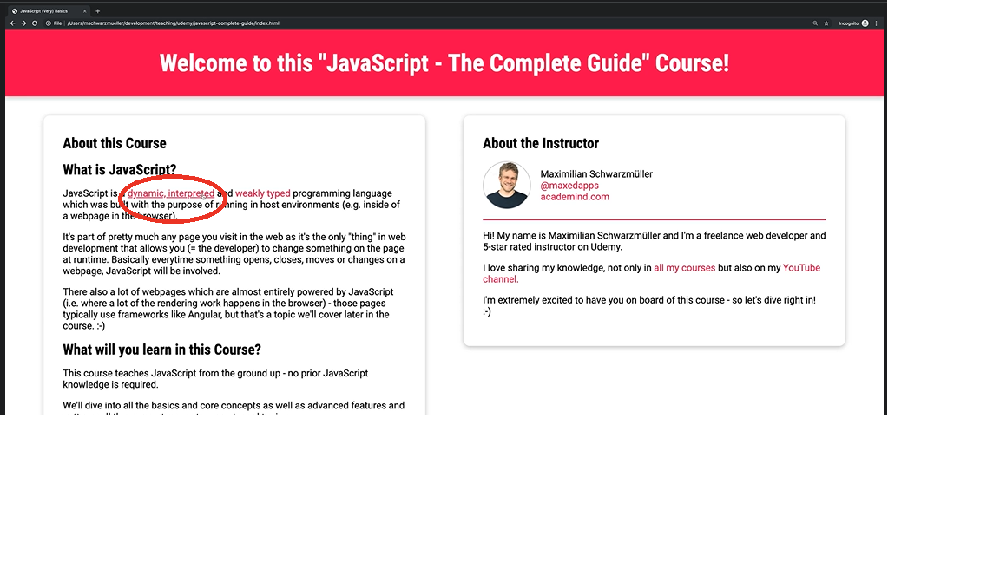 JavaScript (Very) Basics
File
/Users/mschwarzmueller/development/teaching/udemy/javascript-complete-guide/index.html
Incognito
Welcome to this "JavaScript - The Complete Guide" Course!
About this Course
What is JavaScript?
JavaScript is a dynamic, interpreted and weakly typed programming language
which was built with the purpose of running in host environments (e.g. inside of
a webpage in the browser).
It's part of pretty much any page you visit in the web as it's the only "thing" in web
development that allows you (= the developer) to change something on the page
at runtime. Basically everytime something opens, closes, moves or changes on a
webpage, JavaScript will be involved.
There also a lot of webpages which are almost entirely powered by JavaScript
(i.e. where a lot of the rendering work happens in the browser) - those pages
typically use frameworks like Angular, but that's a topic we'll cover later in the
course. :-)
What will you learn in this Course?
This course teaches JavaScript from the ground up - no prior JavaScript
knowledge is required.
We'll dive into all the basics and core concepts as well as advanced features and
About the Instructor
Maximilian Schwarzmüller
@maxedapps
academind.com
Hi! My name is Maximilian Schwarzmüller and I'm a freelance web developer and
5-star rated instructor on Udemy.
I love sharing my knowledge, not only in all my courses but also on my YouTube
channel.
I'm extremely excited to have you on board of this course - so let's dive right in!
:-)